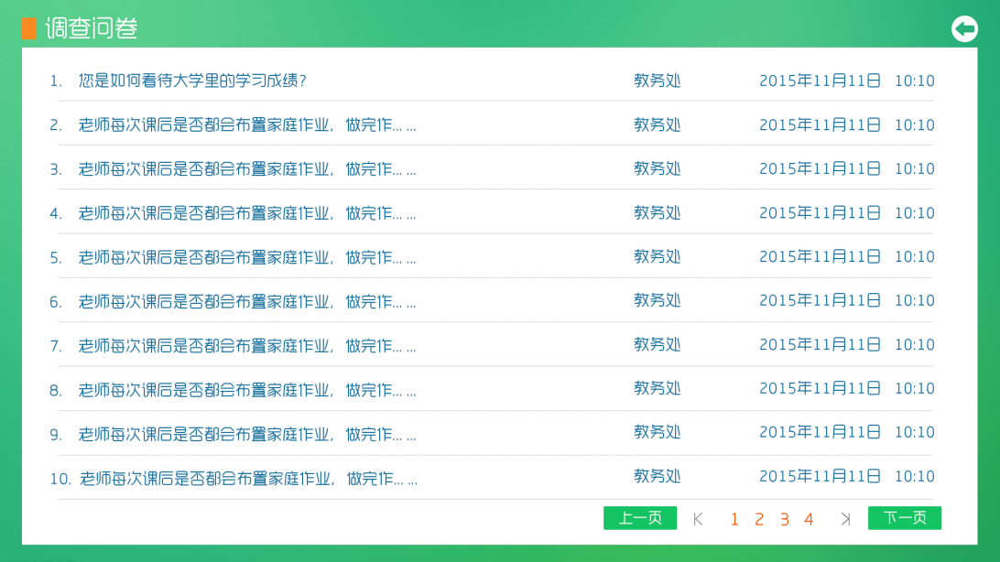 调查问卷
1. 您是如何看待大学里的学习成绩? 教务处 2015年11月11日 10:10
2. 老师每次课后是否都会布置家庭作业, 做完作... ... 教务处 2015年11月11日 10:10
3. 老师每次课后是否都会布置家庭作业, 做完作... ... 教务处 2015年11月11日 10:10
4. 老师每次课后是否都会布置家庭作业, 做完作... ... 教务处 2015年11月11日 10:10
5. 老师每次课后是否都会布置家庭作业, 做完作... ... 教务处 2015年11月11日 10:10
6. 老师每次课后是否都会布置家庭作业, 做完作... ... 教务处 2015年11月11日 10:10
7. 老师每次课后是否都会布置家庭作业, 做完作... ... 教务处 2015年11月11日 10:10
8. 老师每次课后是否都会布置家庭作业, 做完作... ... 教务处 2015年11月11日 10:10
9. 老师每次课后是否都会布置家庭作业, 做完作... ... 教务处 2015年11月11日 10:10
10. 老师每次课后是否都会布置家庭作业, 做完作... ... 教务处 2015年11月11日 10:10
上一页 1 2 3 4 下一页